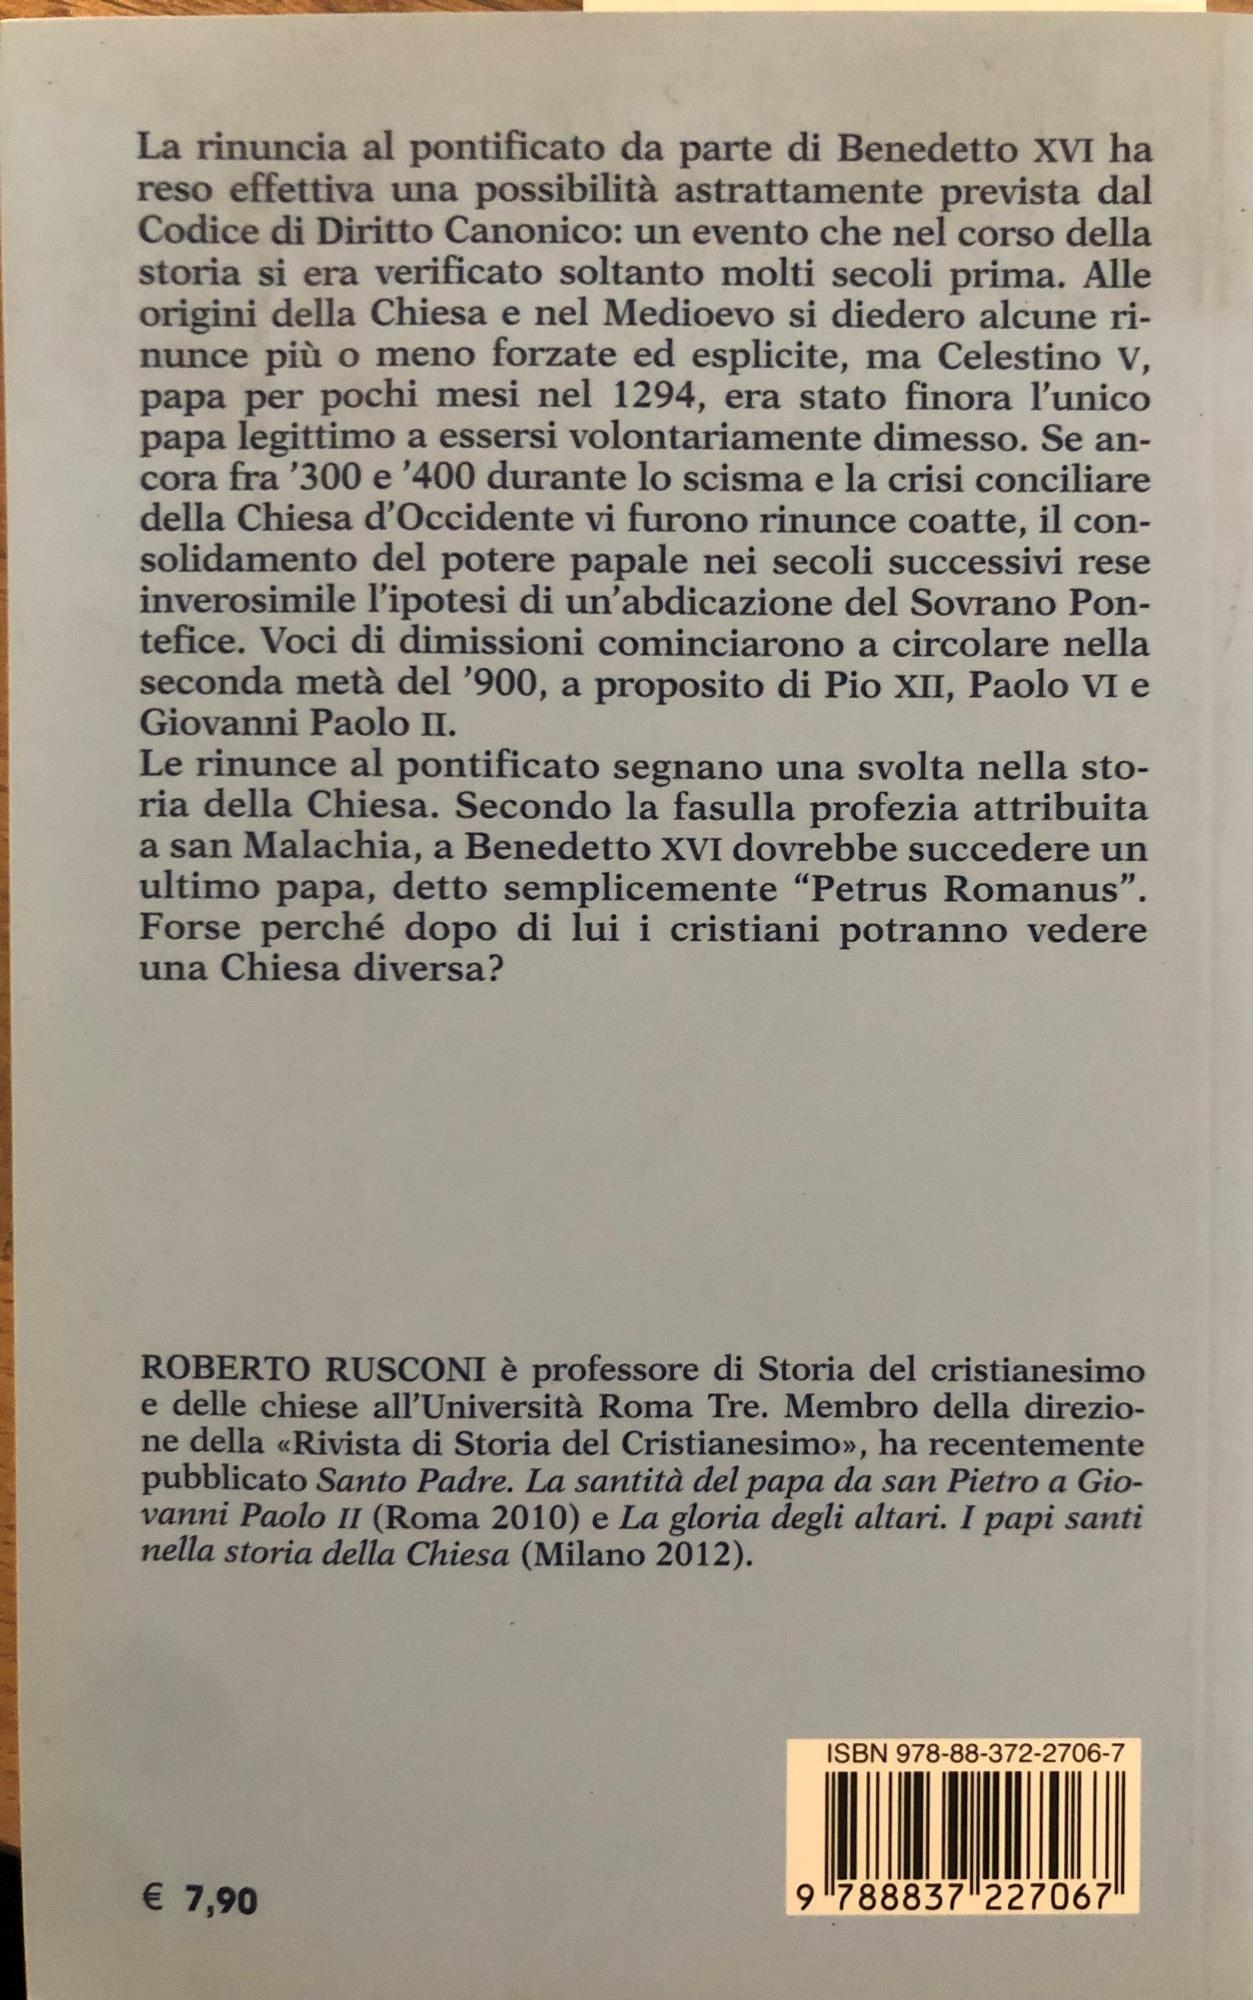 La rinuncia al pontificato da parte di Benedetto XVI ha
reso effettiva una possibilità astrattamente prevista dal
Codice di Diritto Canonico: un evento che nel corso della
storia si era verificato soltanto molti secoli prima. Alle
origini della Chiesa e nel Medioevo si diedero alcune ri-
nunce più o meno forzate ed esplicite, ma Celestino V,
papa per pochi mesi nel 1294, era stato finora l'unico
papa legittimo a essersi volontariamente dimesso. Se an-
cora fra '300 e '400 durante lo scisma e la crisi conciliare
della Chiesa d'Occidente vi furono rinunce coatte, il con-
solidamento del potere papale nei secoli successivi rese
inverosimile l'ipotesi di un'abdicazione del Sovrano Pon-
tefice. Voci di dimissioni cominciarono a circolare nella
seconda metà del '900, a proposito di Pio XII, Paolo VI e
Giovanni Paolo II.
Le rinunce al pontificato segnano una svolta nella sto-
ria della Chiesa. Secondo la fasulla profezia attribuita
a san Malachia, a Benedetto XVI dovrebbe succedere un
ultimo papa, detto semplicemente “Petrus Romanus”.
Forse perché dopo di lui i cristiani potranno vedere
una Chiesa diversa?
ROBERTO RUSCONI è professore di Storia del cristianesimo
e delle chiese all'Università Roma Tre. Membro della direzio-
ne della «Rivista di Storia del Cristianesimo», ha recentemente
pubblicato Santo Padre. La santità del papa da san Pietro a Gio-
vanni Paolo II (Roma 2010) e La gloria degli altari. I papi santi
nella storia della Chiesa (Milano 2012).
ISBN 978-88-372-2706-7
9 788837 227067
€ 7,90